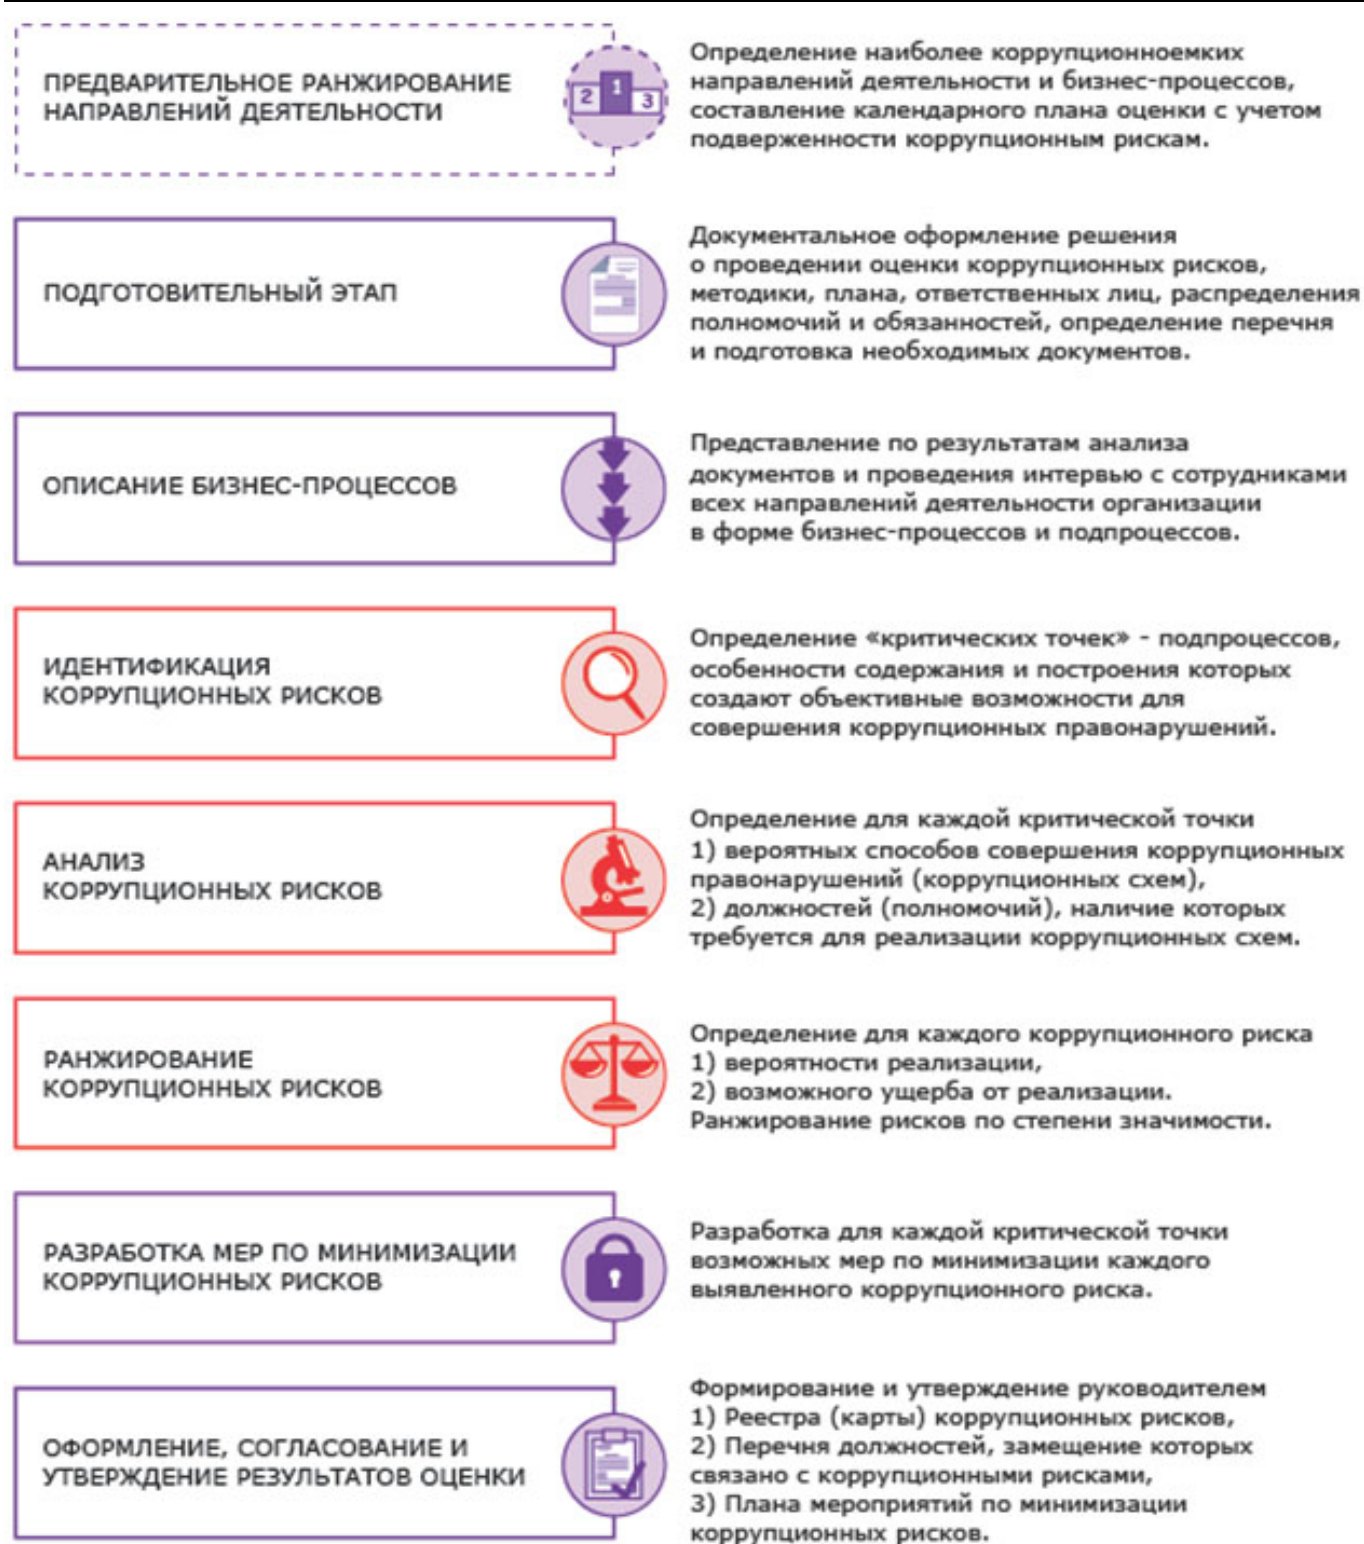 ПРЕДВАРИТЕЛЬНОЕ РАНЖИРОВАНИЕ
НАПРАВЛЕНИЙ ДЕЯТЕЛЬНОСТИ
2 1 3
Определение наиболее коррупционноемких
направлений деятельности и бизнес-процессов,
составление календарного плана оценки с учетом
подверженности коррупционным рискам.
ПОДГОТОВИТЕЛЬНЫЙ ЭТАП
Документальное оформление решения
о проведении оценки коррупционных рисков,
методики, плана, ответственных лиц, распределения
полномочий и обязанностей, определение перечня
и подготовка необходимых документов.
ОПИСАНИЕ БИЗНЕС-ПРОЦЕССОВ
Представление по результатам анализа
документов и проведения интервью с сотрудниками
всех направлений деятельности организации
в форме бизнес-процессов и подпроцессов.
ИДЕНТИФИКАЦИЯ
КОРРУПЦИОННЫХ РИСКОВ
Определение «критических точек» - подпроцессов,
особенности содержания и построения которых
создают объективные возможности для
совершения коррупционных правонарушений.
АНАЛИЗ
КОРРУПЦИОННЫХ РИСКОВ
Определение для каждой критической точки
1) вероятных способов совершения коррупционных
правонарушений (коррупционных схем),
2) должностей (полномочий), наличие которых
требуется для реализации коррупционных схем.
РАНЖИРОВАНИЕ
КОРРУПЦИОННЫХ РИСКОВ
Определение для каждого коррупционного риска
1) вероятности реализации,
2) возможного ущерба от реализации.
Ранжирование рисков по степени значимости.
РАЗРАБОТКА МЕР ПО МИНИМИЗАЦИИ
КОРРУПЦИОННЫХ РИСКОВ
Разработка для каждой критической точки
возможных мер по минимизации каждого
выявленного коррупционного риска.
ОФОРМЛЕНИЕ, СОГЛАСОВАНИЕ И
УТВЕРЖДЕНИЕ РЕЗУЛЬТАТОВ ОЦЕНКИ
Формирование и утверждение руководителем
1) Реестра (карты) коррупционных рисков,
2) Перечня должностей, замещение которых
связано с коррупционными рисками,
3) Плана мероприятий по минимизации
коррупционных рисков.